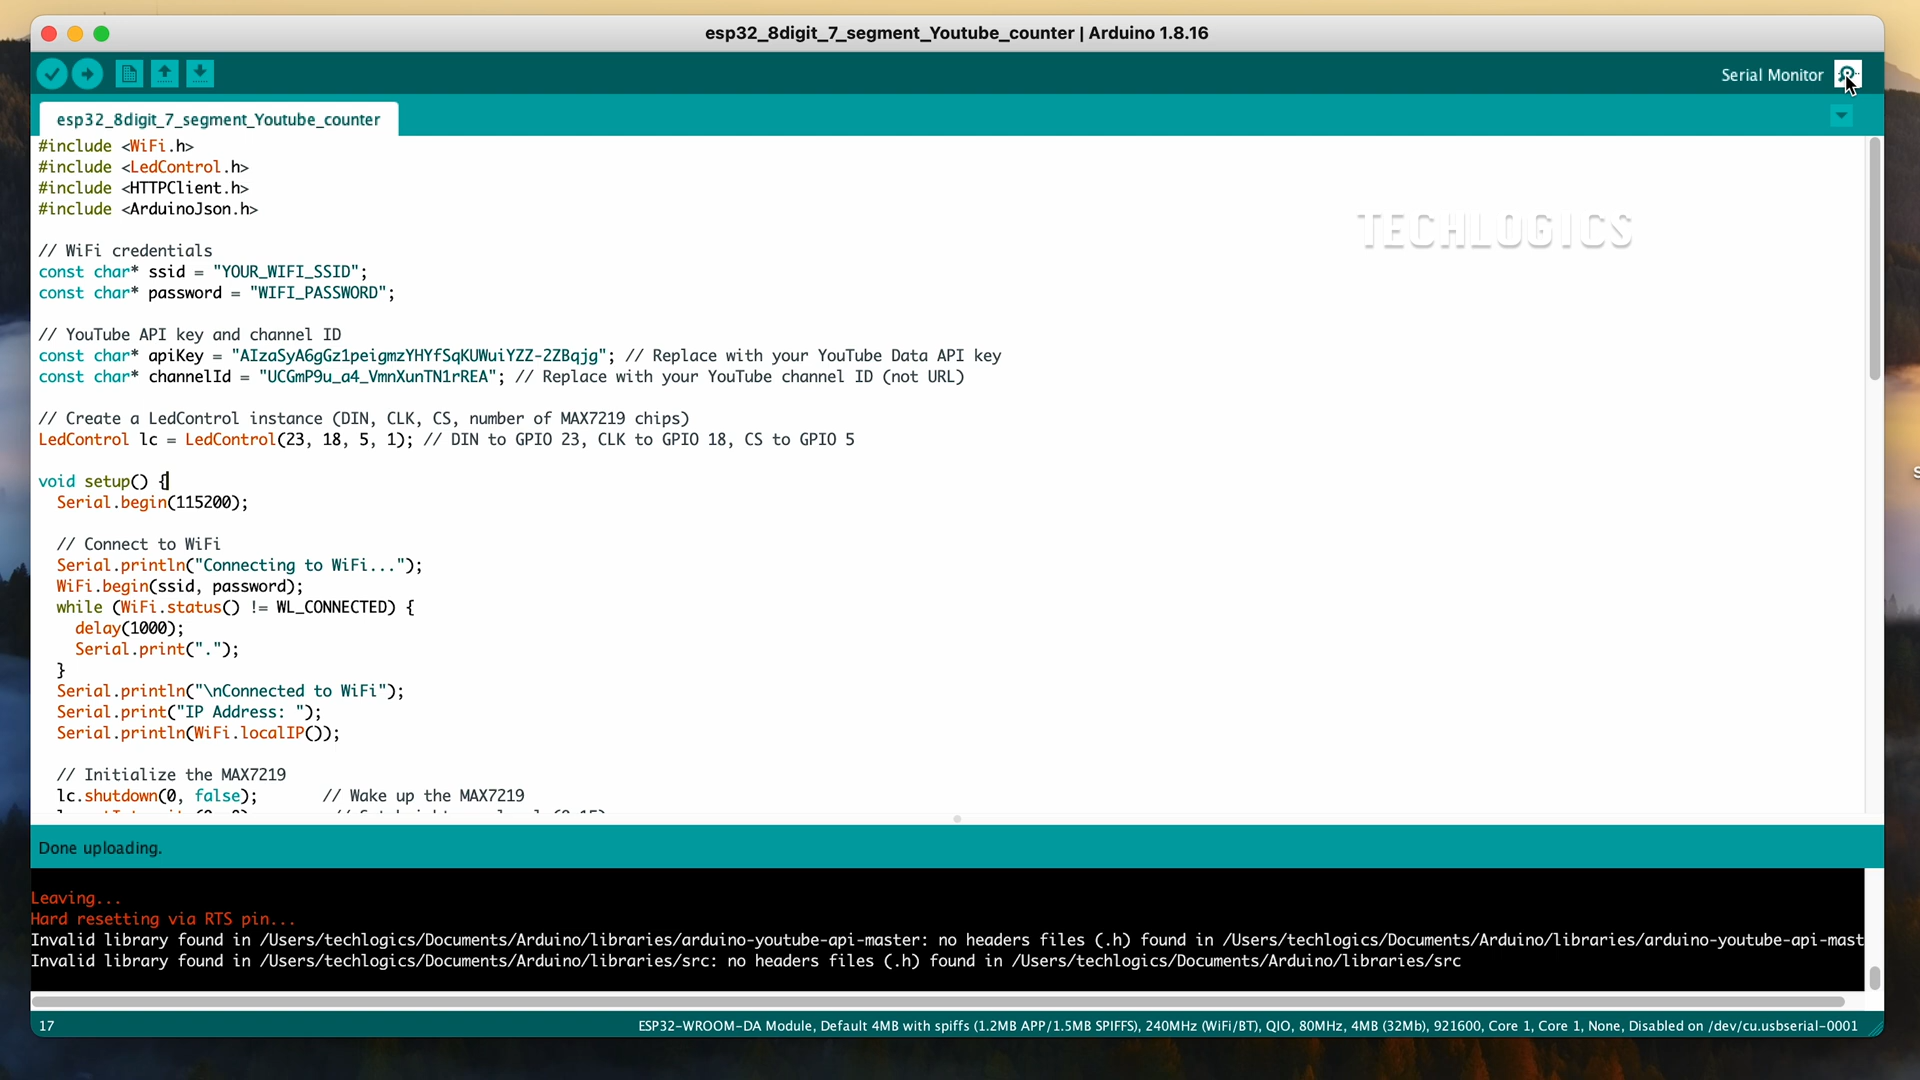 esp32_8digit_7_segment_Youtube_counter | Arduino 1.8.16
Serial Monitor
esp32_8digit_7_segment_Youtube_counter
#include <WiFi.h>
#include <LedControl.h>
#include <HTTPClient.h>
#include <ArduinoJson.h>
TECHLOGICS
// WiFi credentials
const char* ssid = "YOUR_WIFI_SSID";
const char* password = "WIFI_PASSWORD";
// YouTube API key and channel ID
const char* apiKey = "AIzaSyA6gGz1peigmzYHYfSqKUWuiYZZ-2ZBqjg"; // Replace with your YouTube Data API key
const char* channelId = "UCGmP9u_a4_VmnXunTN1rREA"; // Replace with your YouTube channel ID (not URL)
// Create a LedControl instance (DIN, CLK, CS, number of MAX7219 chips)
LedControl lc = LedControl(23, 18, 5, 1); // DIN to GPIO 23, CLK to GPIO 18, CS to GPIO 5
void setup() {
Serial.begin(115200);
// Connect to WiFi
Serial.println("Connecting to WiFi...");
WiFi.begin(ssid, password);
while (WiFi.status() != WL_CONNECTED) {
delay(1000);
Serial.print(".");
}
Serial.println("\nConnected to WiFi");
Serial.print("IP Address: ");
Serial.println(WiFi.localIP());
// Initialize the MAX7219
lc.shutdown(0, false); // Wake up the MAX7219
Done uploading.
Leaving...
Hard resetting via RTS pin...
Invalid library found in /Users/techlogics/Documents/Arduino/libraries/arduino-youtube-api-master: no headers files (.h) found in /Users/techlogics/Documents/Arduino/libraries/arduino-youtube-api-mast
Invalid library found in /Users/techlogics/Documents/Arduino/libraries/src: no headers files (.h) found in /Users/techlogics/Documents/Arduino/libraries/src
17
ESP32-WROOM-DA Module, Default 4MB with spiffs (1.2MB APP/1.5MB SPIFFS), 240MHz (WiFi/BT), QIO, 80MHz, 4MB (32Mb), 921600, Core 1, Core 1, None, Disabled on /dev/cu.usbserial-0001